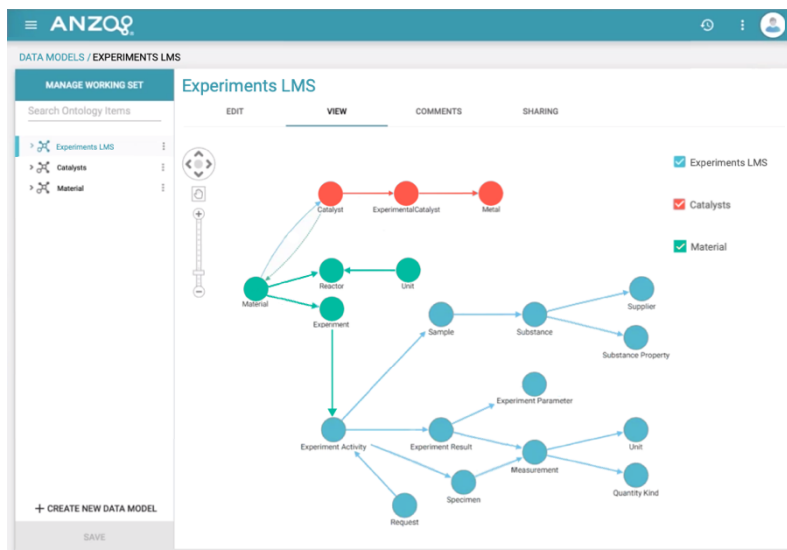 ANZO
DATA MODELS / EXPERIMENTS LMS
MANAGE WORKING SET
Search Ontology Items
Experiments LMS
Catalysts
Material
+ CREATE NEW DATA MODEL
SAVE
Experiments LMS
EDIT VIEW COMMENTS SHARING
Experiments LMS
Catalysts
Material
Catalyst ExperimentalCatalyst Metal
Reactor Unit
Material
Experiment
Supplier
Sample Substance
Substance Property
Experiment Parameter
Experiment Activity Experiment Result Unit
Measurement
Specimen Quantity Kind
Request